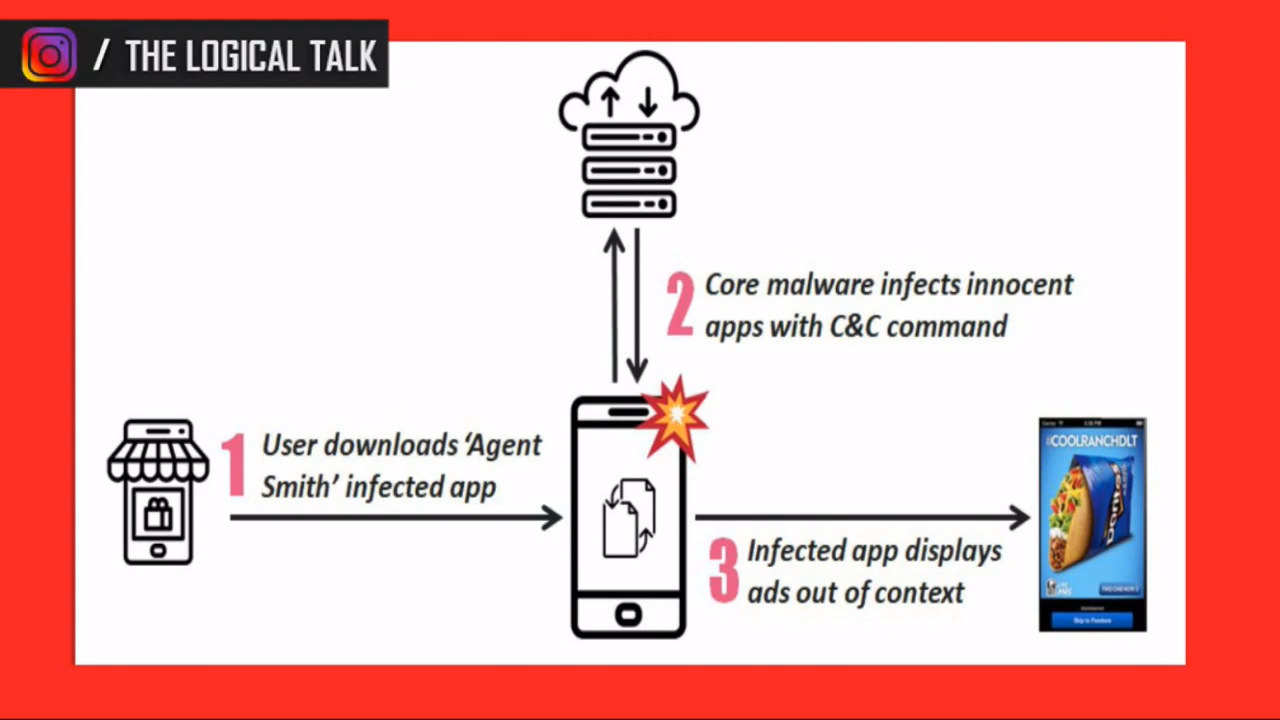 / THE LOGICAL TALK
2 Core malware infects innocent
apps with C&C command
1 User downloads ‘Agent
Smith’ infected app
3 Infected app displays
ads out of context
#COOLRANCHDLT
Doritos